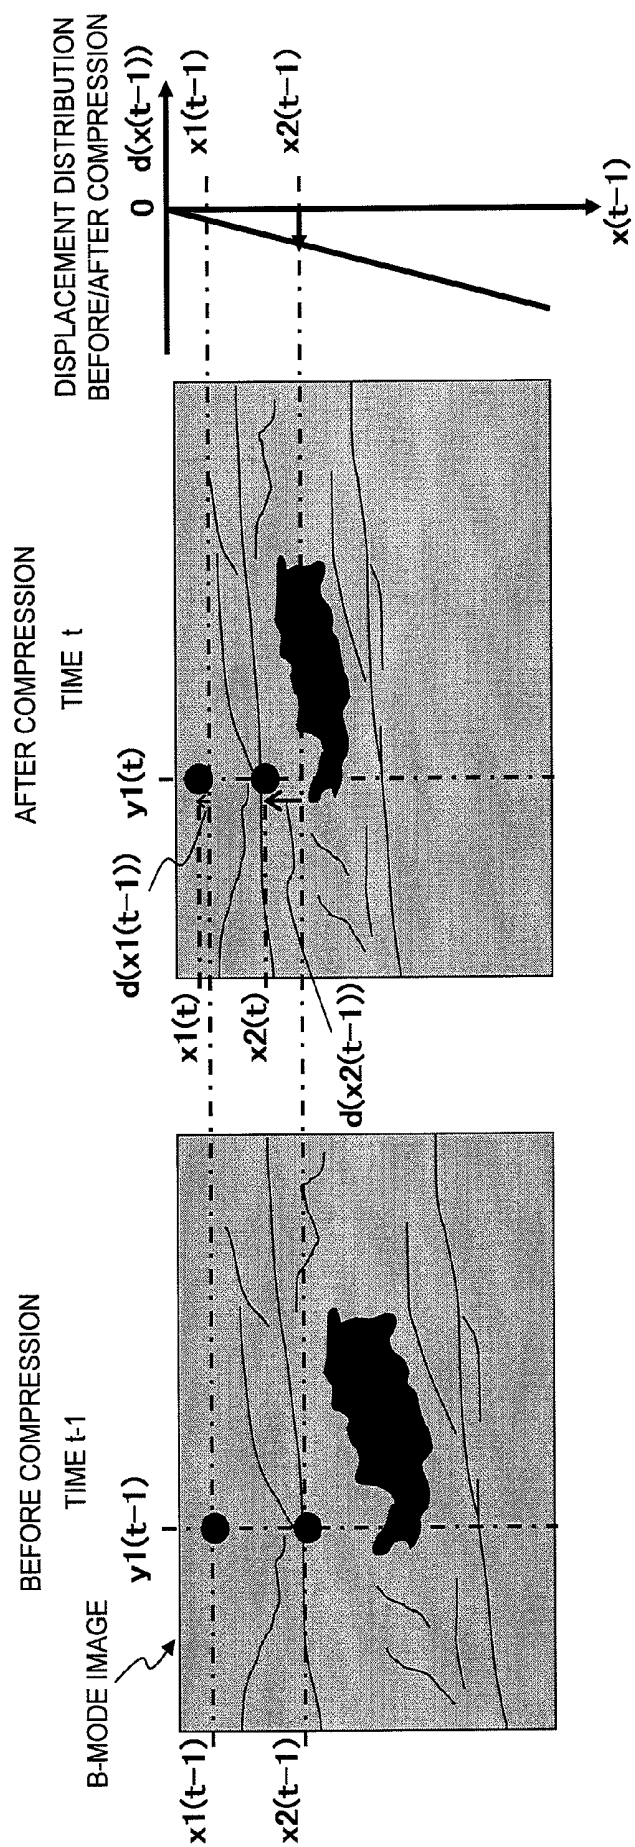 BEFORE COMPRESSION
TIME t-1
B-MODE IMAGE
y1(t-1)
x1(t-1)
x2(t-1)
AFTER COMPRESSION
TIME t
y1(t)
d(x1(t-1))
x1(t)
x2(t)
d(x2(t-1))
DISPLACEMENT DISTRIBUTION
BEFORE/AFTER COMPRESSION
0
d(x(t-1))
x1(t-1)
x2(t-1)
x(t-1)